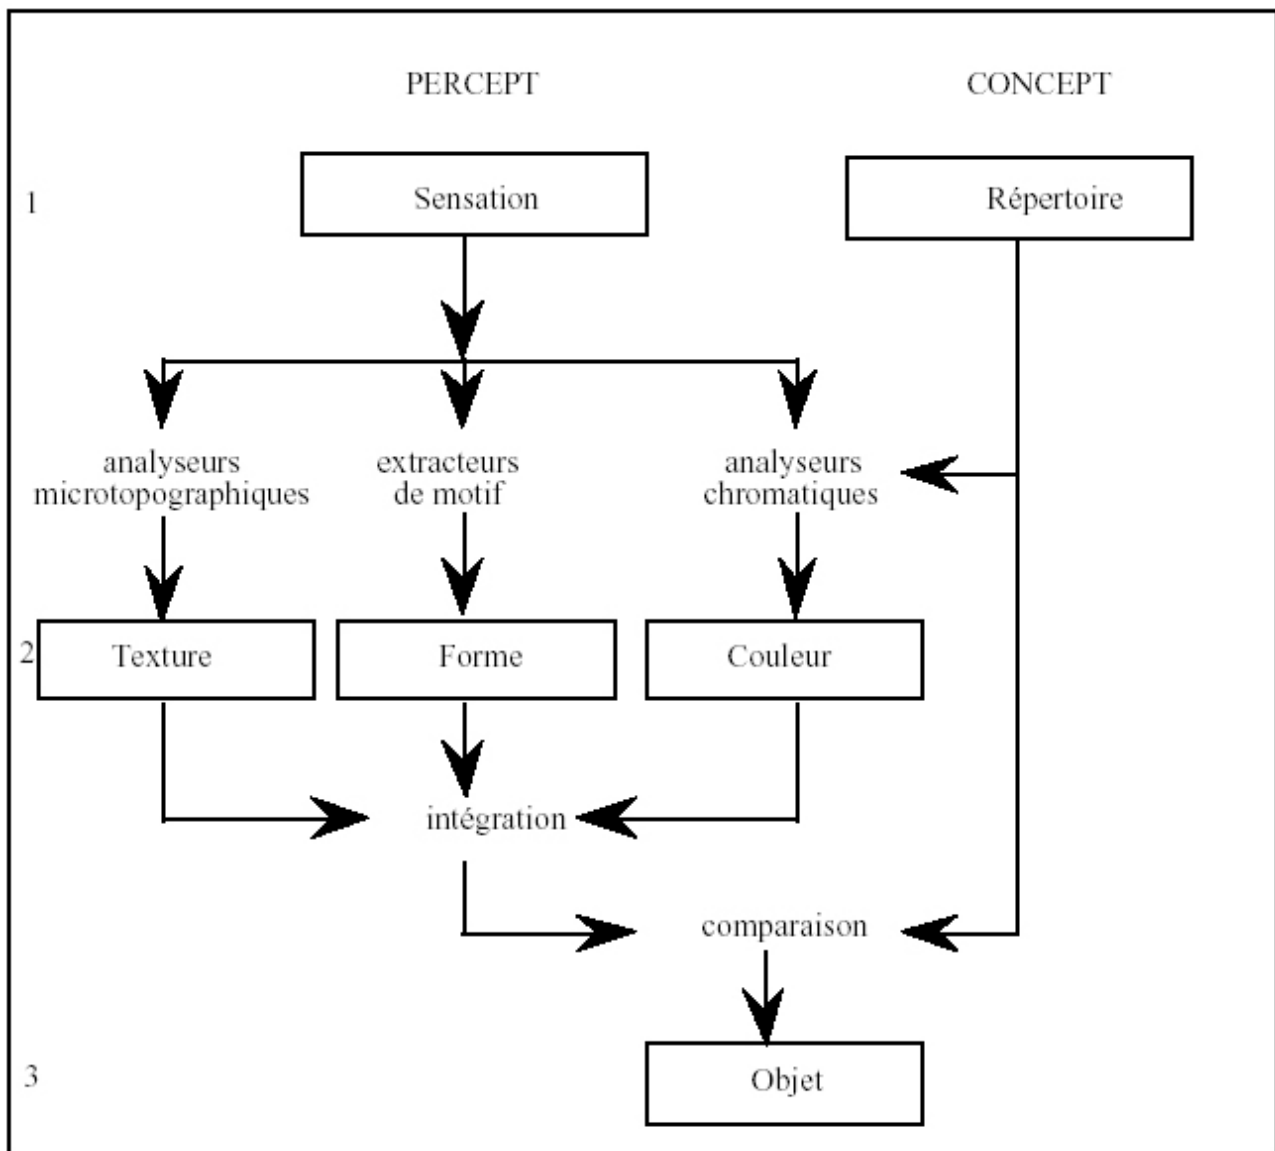 PERCEPT CONCEPT
1 Sensation Répertoire
analyseurs extracteurs analyseurs
microtopographiques de motif chromatiques
2 Texture Forme Couleur
intégration
comparaison
3 Objet